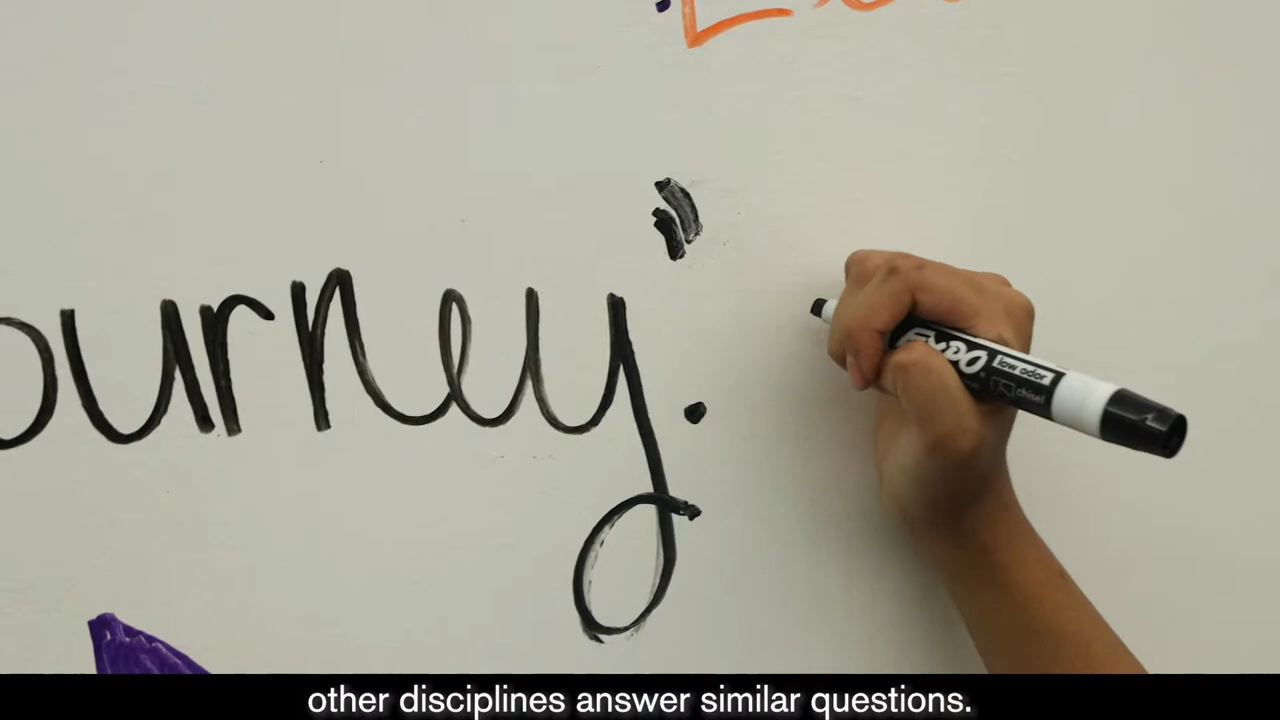 ourney."
EXPO
low odor
chisel
other disciplines answer similar questions.